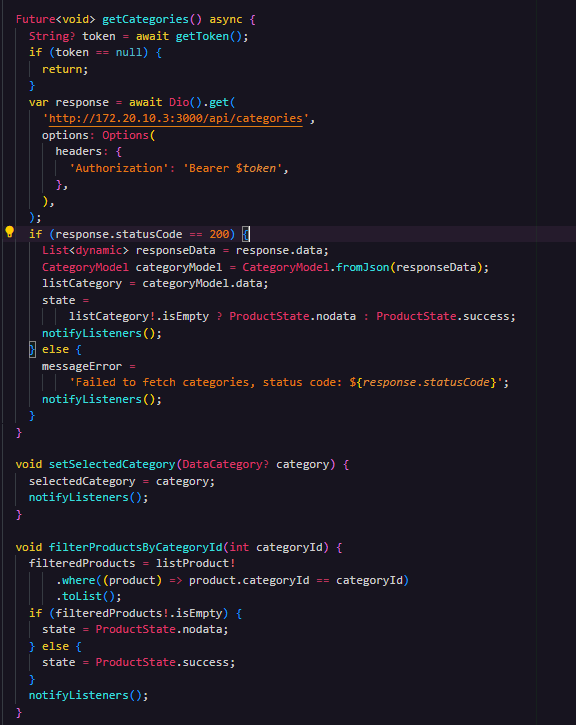 Future<void> getCategories() async {
String? token = await getToken();
if (token == null) {
return;
}
var response = await Dio().get(
'http://172.20.10.3:3000/api/categories',
options: Options(
headers: {
'Authorization': 'Bearer $token',
},
),
);
if (response.statusCode == 200) {
List<dynamic> responseData = response.data;
CategoryModel categoryModel = CategoryModel.fromJson(responseData);
listCategory = categoryModel.data;
state =
listCategory!.isEmpty ? ProductState.nodata : ProductState.success;
notifyListeners();
} else {
messageError =
'Failed to fetch categories, status code: ${response.statusCode}';
notifyListeners();
}
}
void setSelectedCategory(DataCategory? category) {
selectedCategory = category;
notifyListeners();
}
void filterProductsByCategoryId(int categoryId) {
filteredProducts = listProduct!
.where((product) => product.categoryId == categoryId)
.toList();
if (filteredProducts!.isEmpty) {
state = ProductState.nodata;
} else {
state = ProductState.success;
}
notifyListeners();
}